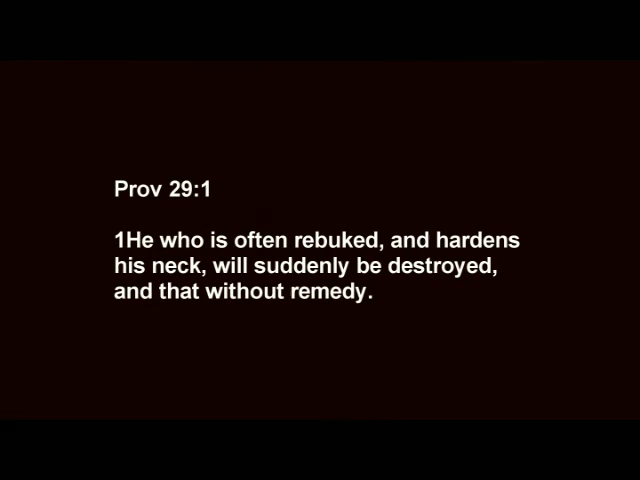 Prov 29:1
1He who is often rebuked, and hardens
his neck, will suddenly be destroyed,
and that without remedy.